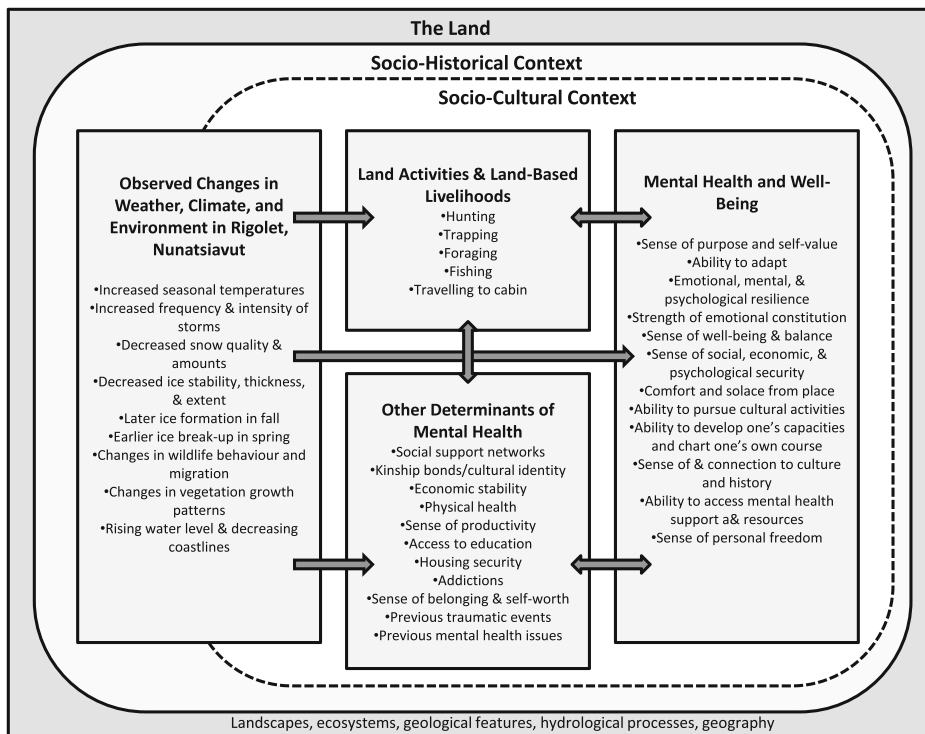 The Land
Socio-Historical Context
Socio-Cultural Context
Observed Changes in
Weather, Climate, and
Environment in Rigolet,
Nunatsiavut
•Increased seasonal temperatures
•Increased frequency & intensity of
storms
•Decreased snow quality &
amounts
•Decreased ice stability, thickness,
& extent
•Later ice formation in fall
•Earlier ice break-up in spring
•Changes in wildlife behaviour and
migration
•Changes in vegetation growth
patterns
•Rising water level & decreasing
coastlines
Land Activities & Land-Based
Livelihoods
•Hunting
•Trapping
•Foraging
•Fishing
•Travelling to cabin
Other Determinants of
Mental Health
•Social support networks
•Kinship bonds/cultural identity
•Economic stability
•Physical health
•Sense of productivity
•Access to education
•Housing security
•Addictions
•Sense of belonging & self-worth
•Previous traumatic events
•Previous mental health issues
Mental Health and Well-
Being
•Sense of purpose and self-value
•Ability to adapt
•Emotional, mental, &
psychological resilience
•Strength of emotional constitution
•Sense of well-being & balance
•Sense of social, economic, &
psychological security
•Comfort and solace from place
•Ability to pursue cultural activities
•Ability to develop one’s capacities
and chart one’s own course
•Sense of & connection to culture
and history
•Ability to access mental health
support a& resources
•Sense of personal freedom
Landscapes, ecosystems, geological features, hydrological processes, geography